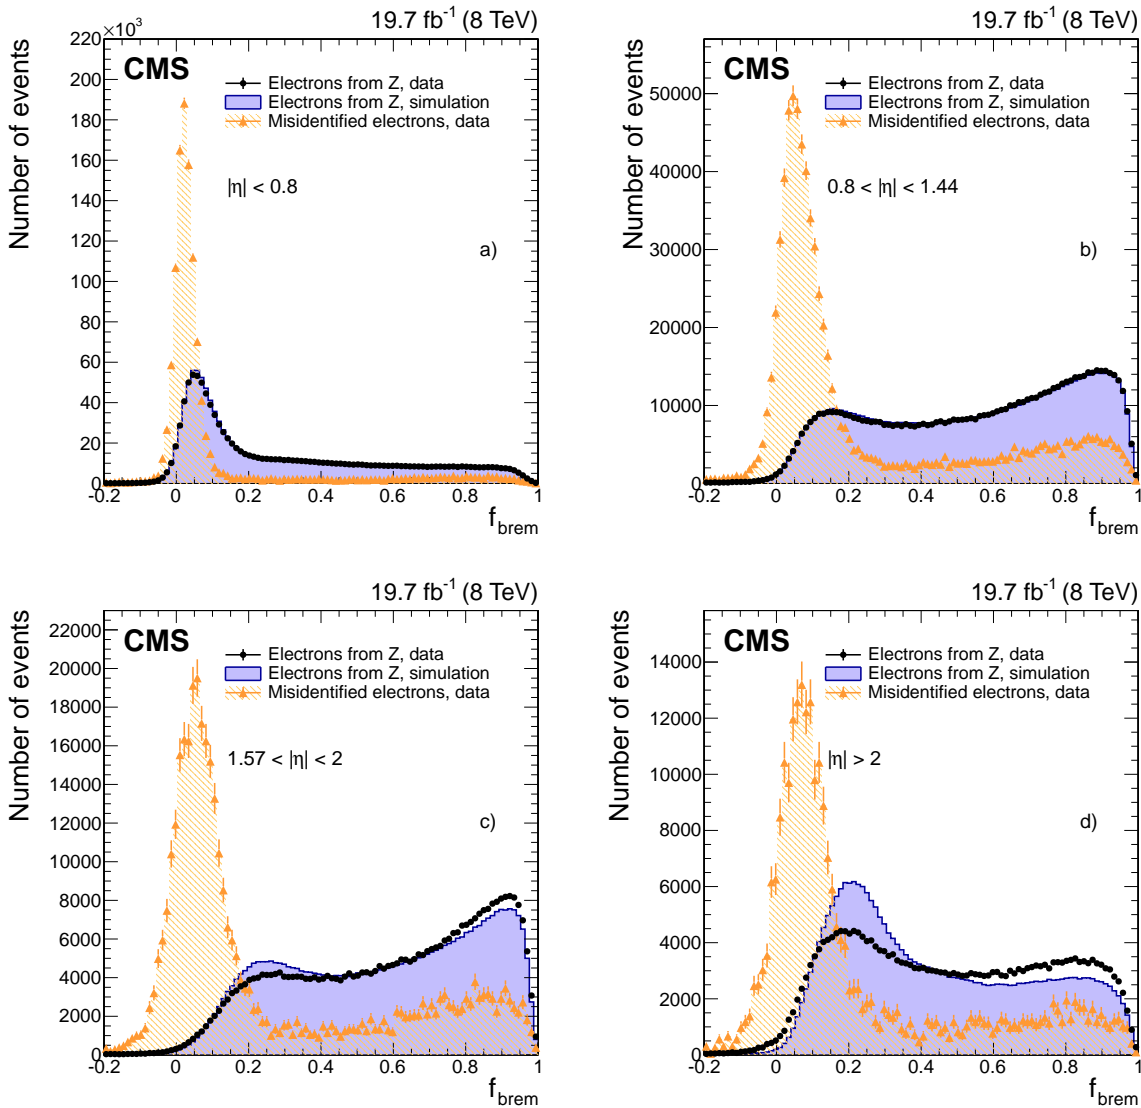 19.7 fb⁻¹ (8 TeV)
×10³
CMS
Electrons from Z, data
Electrons from Z, simulation
Misidentified electrons, data
|η| < 0.8
a)
Number of events
220
200
180
160
140
120
100
80
60
40
20
0
-0.2 0 0.2 0.4 0.6 0.8 1
f_brem
19.7 fb⁻¹ (8 TeV)
CMS
Electrons from Z, data
Electrons from Z, simulation
Misidentified electrons, data
0.8 < |η| < 1.44
b)
Number of events
50000
40000
30000
20000
10000
0
-0.2 0 0.2 0.4 0.6 0.8 1
f_brem
19.7 fb⁻¹ (8 TeV)
CMS
Electrons from Z, data
Electrons from Z, simulation
Misidentified electrons, data
1.57 < |η| < 2
c)
Number of events
22000
20000
18000
16000
14000
12000
10000
8000
6000
4000
2000
0
-0.2 0 0.2 0.4 0.6 0.8 1
f_brem
19.7 fb⁻¹ (8 TeV)
CMS
Electrons from Z, data
Electrons from Z, simulation
Misidentified electrons, data
|η| > 2
d)
Number of events
14000
12000
10000
8000
6000
4000
2000
0
-0.2 0 0.2 0.4 0.6 0.8 1
f_brem